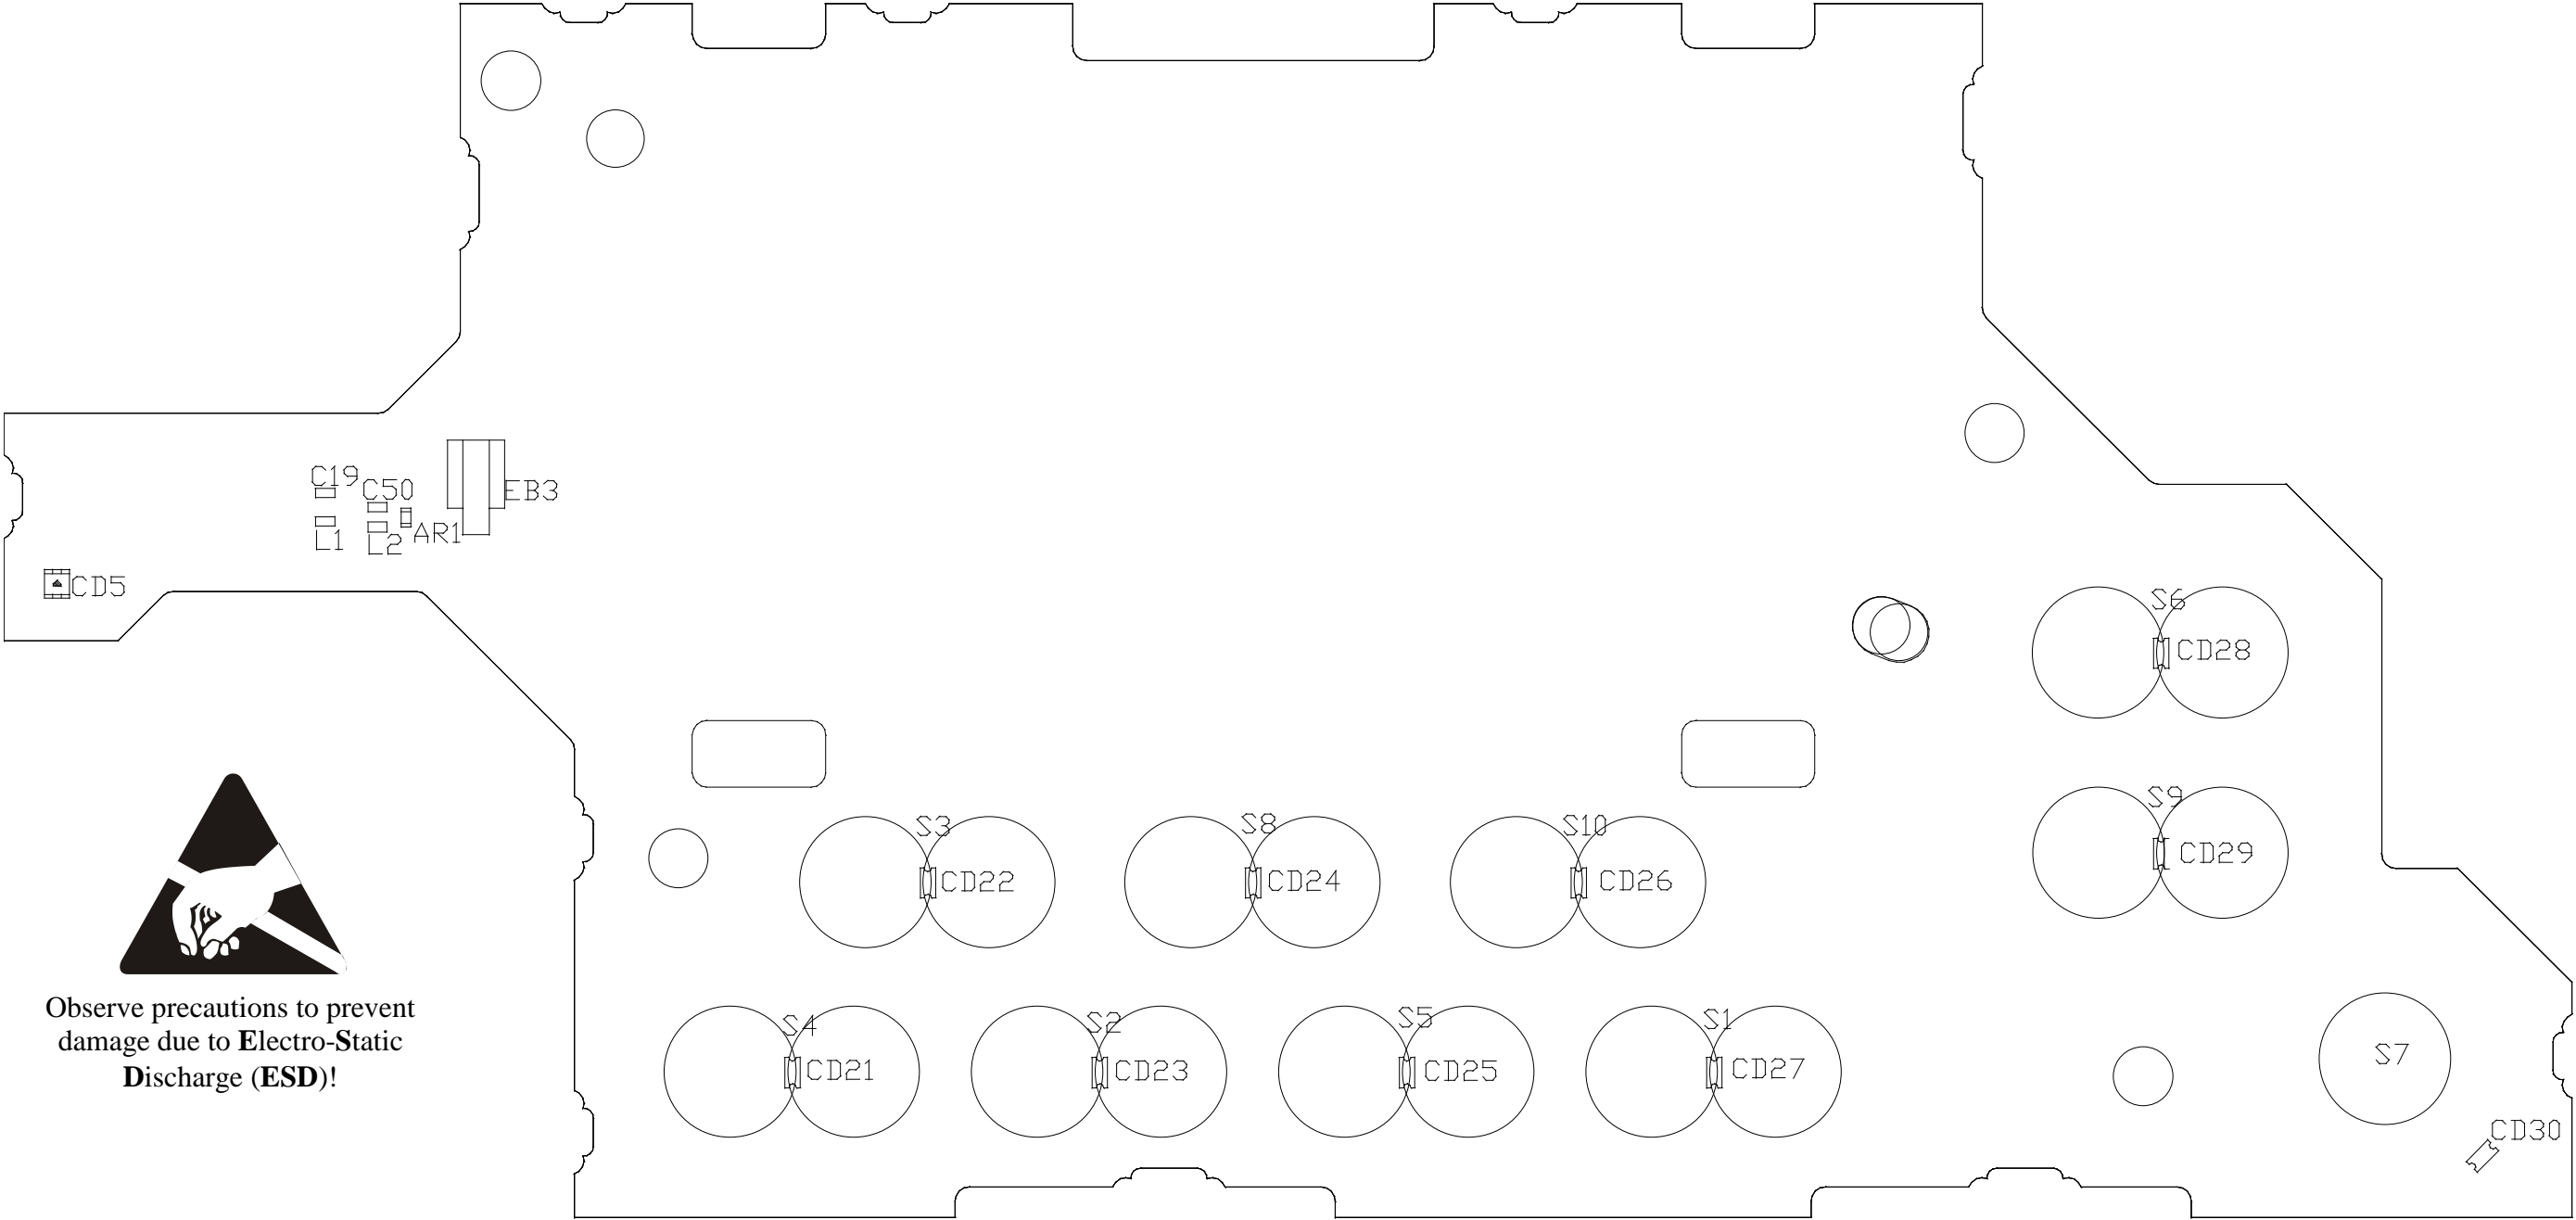 C19
C50
EB3
L1
L2
AR1
CD5
S6
CD28
S9
CD29
S3
S8
S10
CD22
CD24
CD26
S4
S2
S5
S1
CD21
CD23
CD25
CD27
S7
CD30
Observe precautions to prevent
damage due to Electro-Static
Discharge (ESD)!